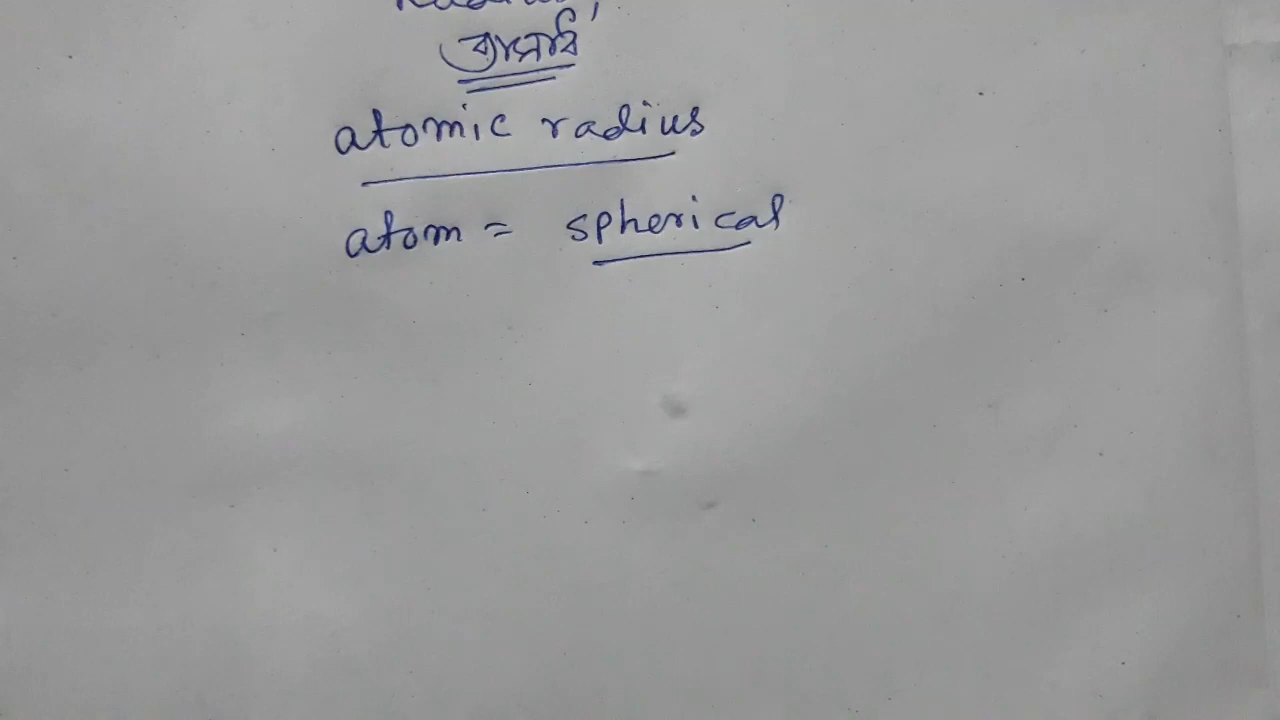 ব্যাসার্ধ
atomic radius
atom = spherical